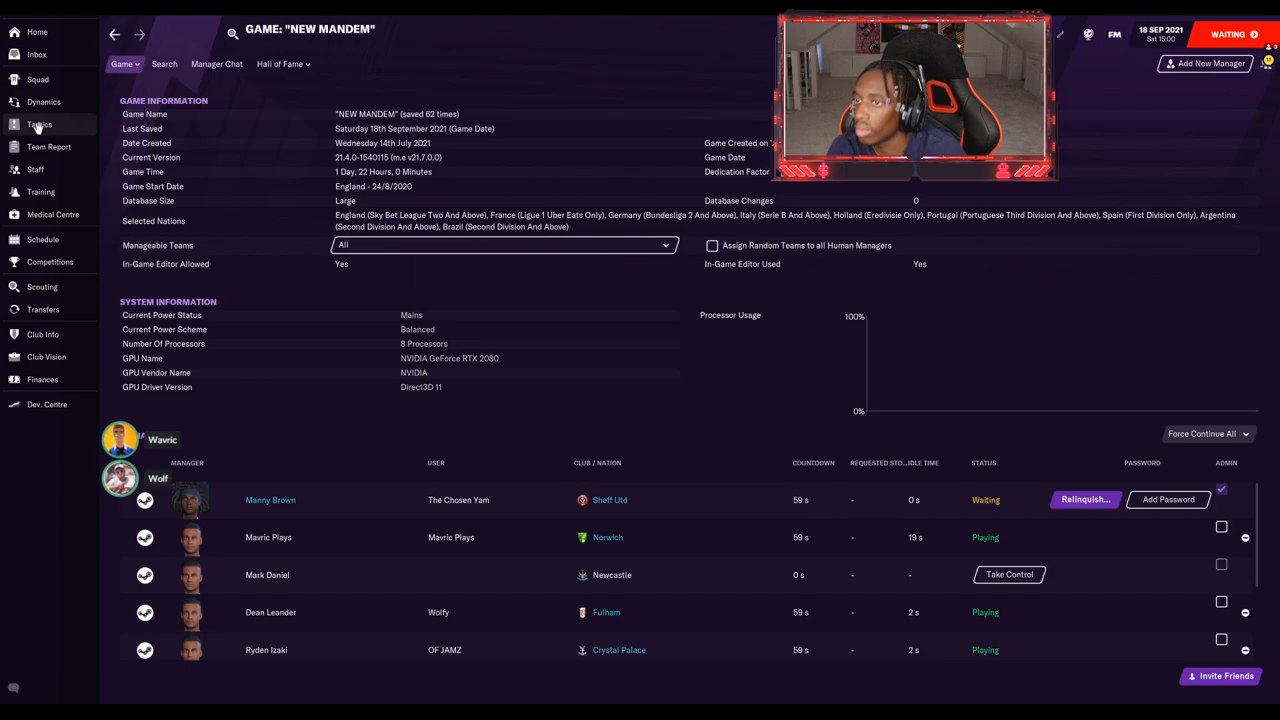 Home
Inbox
Squad
Dynamics
Tactics
Team Report
Staff
Training
Medical Centre
Schedule
Competitions
Scouting
Transfers
Club Info
Club Vision
Finances
Dev. Centre
GAME: "NEW MANDEM"
FM
18 SEP 2021
Sat 15:00
WAITING
3
11
Game
Search
Manager Chat
Hall of Fame
Add New Manager
GAME INFORMATION
Game Name "NEW MANDEM" (saved 62 times)
Last Saved Saturday 18th September 2021 (Game Date)
Date Created Wednesday 14th July 2021 Game Created on
Current Version 21.4.0-1540115 (m.e v21.7.0.0) Game Date
Game Time 1 Day, 22 Hours, 0 Minutes Dedication Factor
Game Start Date England - 24/8/2020
Database Size Large Database Changes 0
Selected Nations England (Sky Bet League Two And Above), France (Ligue 1 Uber Eats Only), Germany (Bundesliga 2 And Above), Italy (Serie B And Above), Holland (Eredivisie Only), Portugal (Portuguese Third Division And Above), Spain (First Division Only), Argentina
(Second Division And Above), Brazil (Second Division And Above)
Manageable Teams All Assign Random Teams to all Human Managers
In-Game Editor Allowed Yes In-Game Editor Used Yes
SYSTEM INFORMATION
Current Power Status Mains Processor Usage 100%
Current Power Scheme Balanced
Number Of Processors 8 Processors
GPU Name NVIDIA GeForce RTX 2080
GPU Vendor Name NVIDIA
GPU Driver Version Direct3D 11
0%
Wavric
Wolf
Force Continue All
MANAGER USER CLUB / NATION COUNTDOWN REQUESTED STO... IDLE TIME STATUS PASSWORD ADMIN
Manny Brown The Chosen Yam Sheff Utd 59 s - 0 s Waiting Relinquish... Add Password
Mavric Plays Mavric Plays Norwich 59 s - 19 s Playing
Mark Daniel Newcastle 0 s - - Take Control
Dean Leander Wolfy Fulham 59 s - 2 s Playing
Ryden Izaki OF JAMZ Crystal Palace 59 s - 2 s Playing
Invite Friends